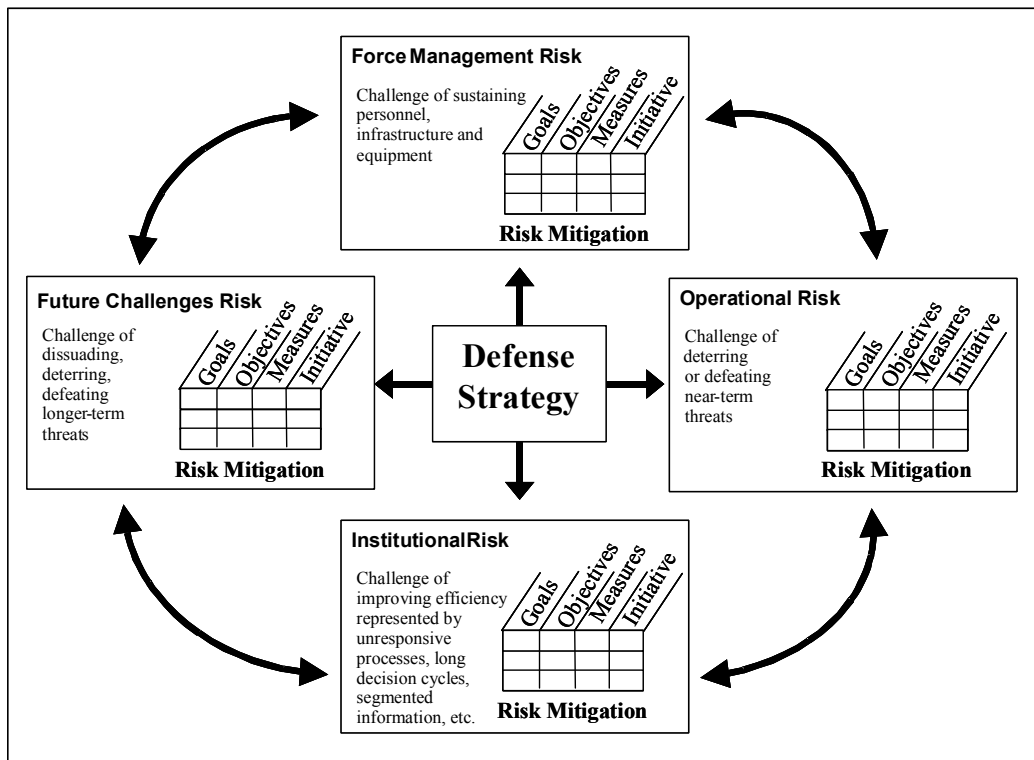 Force Management Risk
Challenge of sustaining
personnel,
infrastructure and
equipment
Goals
Objectives
Measures
Initiative
Risk Mitigation
Future Challenges Risk
Challenge of
dissuading,
deterring,
defeating
longer-term
threats
Goals
Objectives
Measures
Initiative
Risk Mitigation
Defense
Strategy
Operational Risk
Challenge of
deterring
or defeating
near-term
threats
Goals
Objectives
Measures
Initiative
Risk Mitigation
Institutional Risk
Challenge of
improving efficiency
represented by
unresponsive
processes, long
decision cycles,
segmented
information, etc.
Goals
Objectives
Measures
Initiative
Risk Mitigation